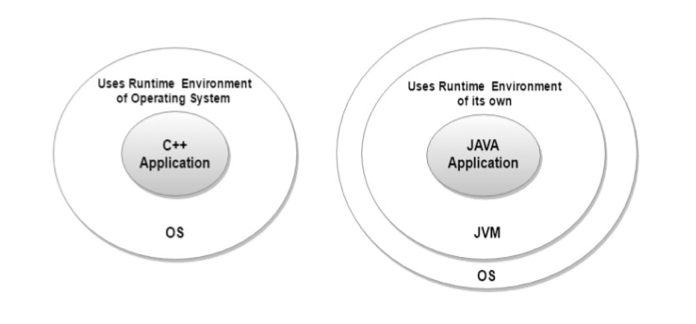 Uses Runtime Environment
of Operating System
C++
Application
OS
Uses Runtime Environment
of its own
JAVA
Application
JVM
OS